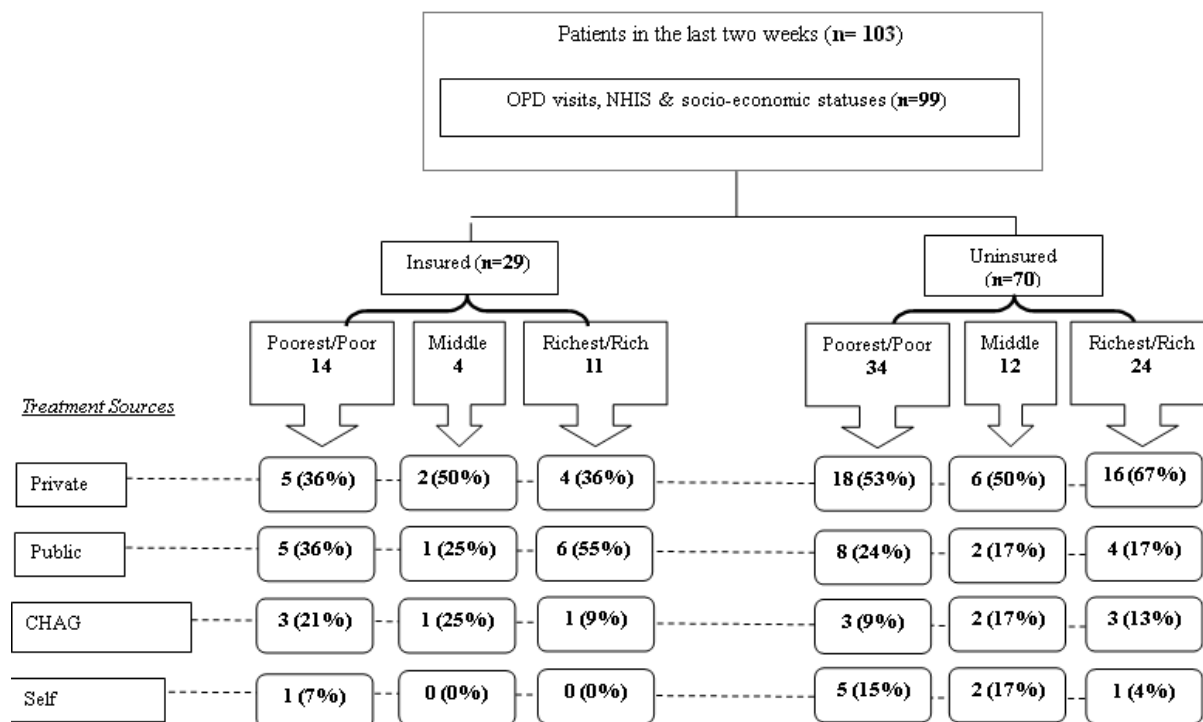 Patients in the last two weeks (n= 103)
OPD visits, NHIS & socio-economic statuses (n=99)
Insured (n=29)
Uninsured
(n=70)
Poorest/Poor
14
Middle
4
Richest/Rich
11
Poorest/Poor
34
Middle
12
Richest/Rich
24
Treatment Sources
Private
5 (36%)
2 (50%)
4 (36%)
18 (53%)
6 (50%)
16 (67%)
Public
5 (36%)
1 (25%)
6 (55%)
8 (24%)
2 (17%)
4 (17%)
CHAG
3 (21%)
1 (25%)
1 (9%)
3 (9%)
2 (17%)
3 (13%)
Self
1 (7%)
0 (0%)
0 (0%)
5 (15%)
2 (17%)
1 (4%)